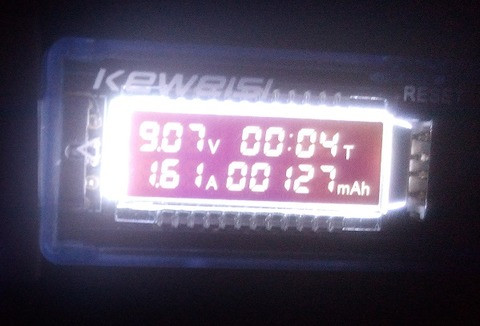 KEWEISI
RESET
9.07V 00:04T
1.61A 00127mAh